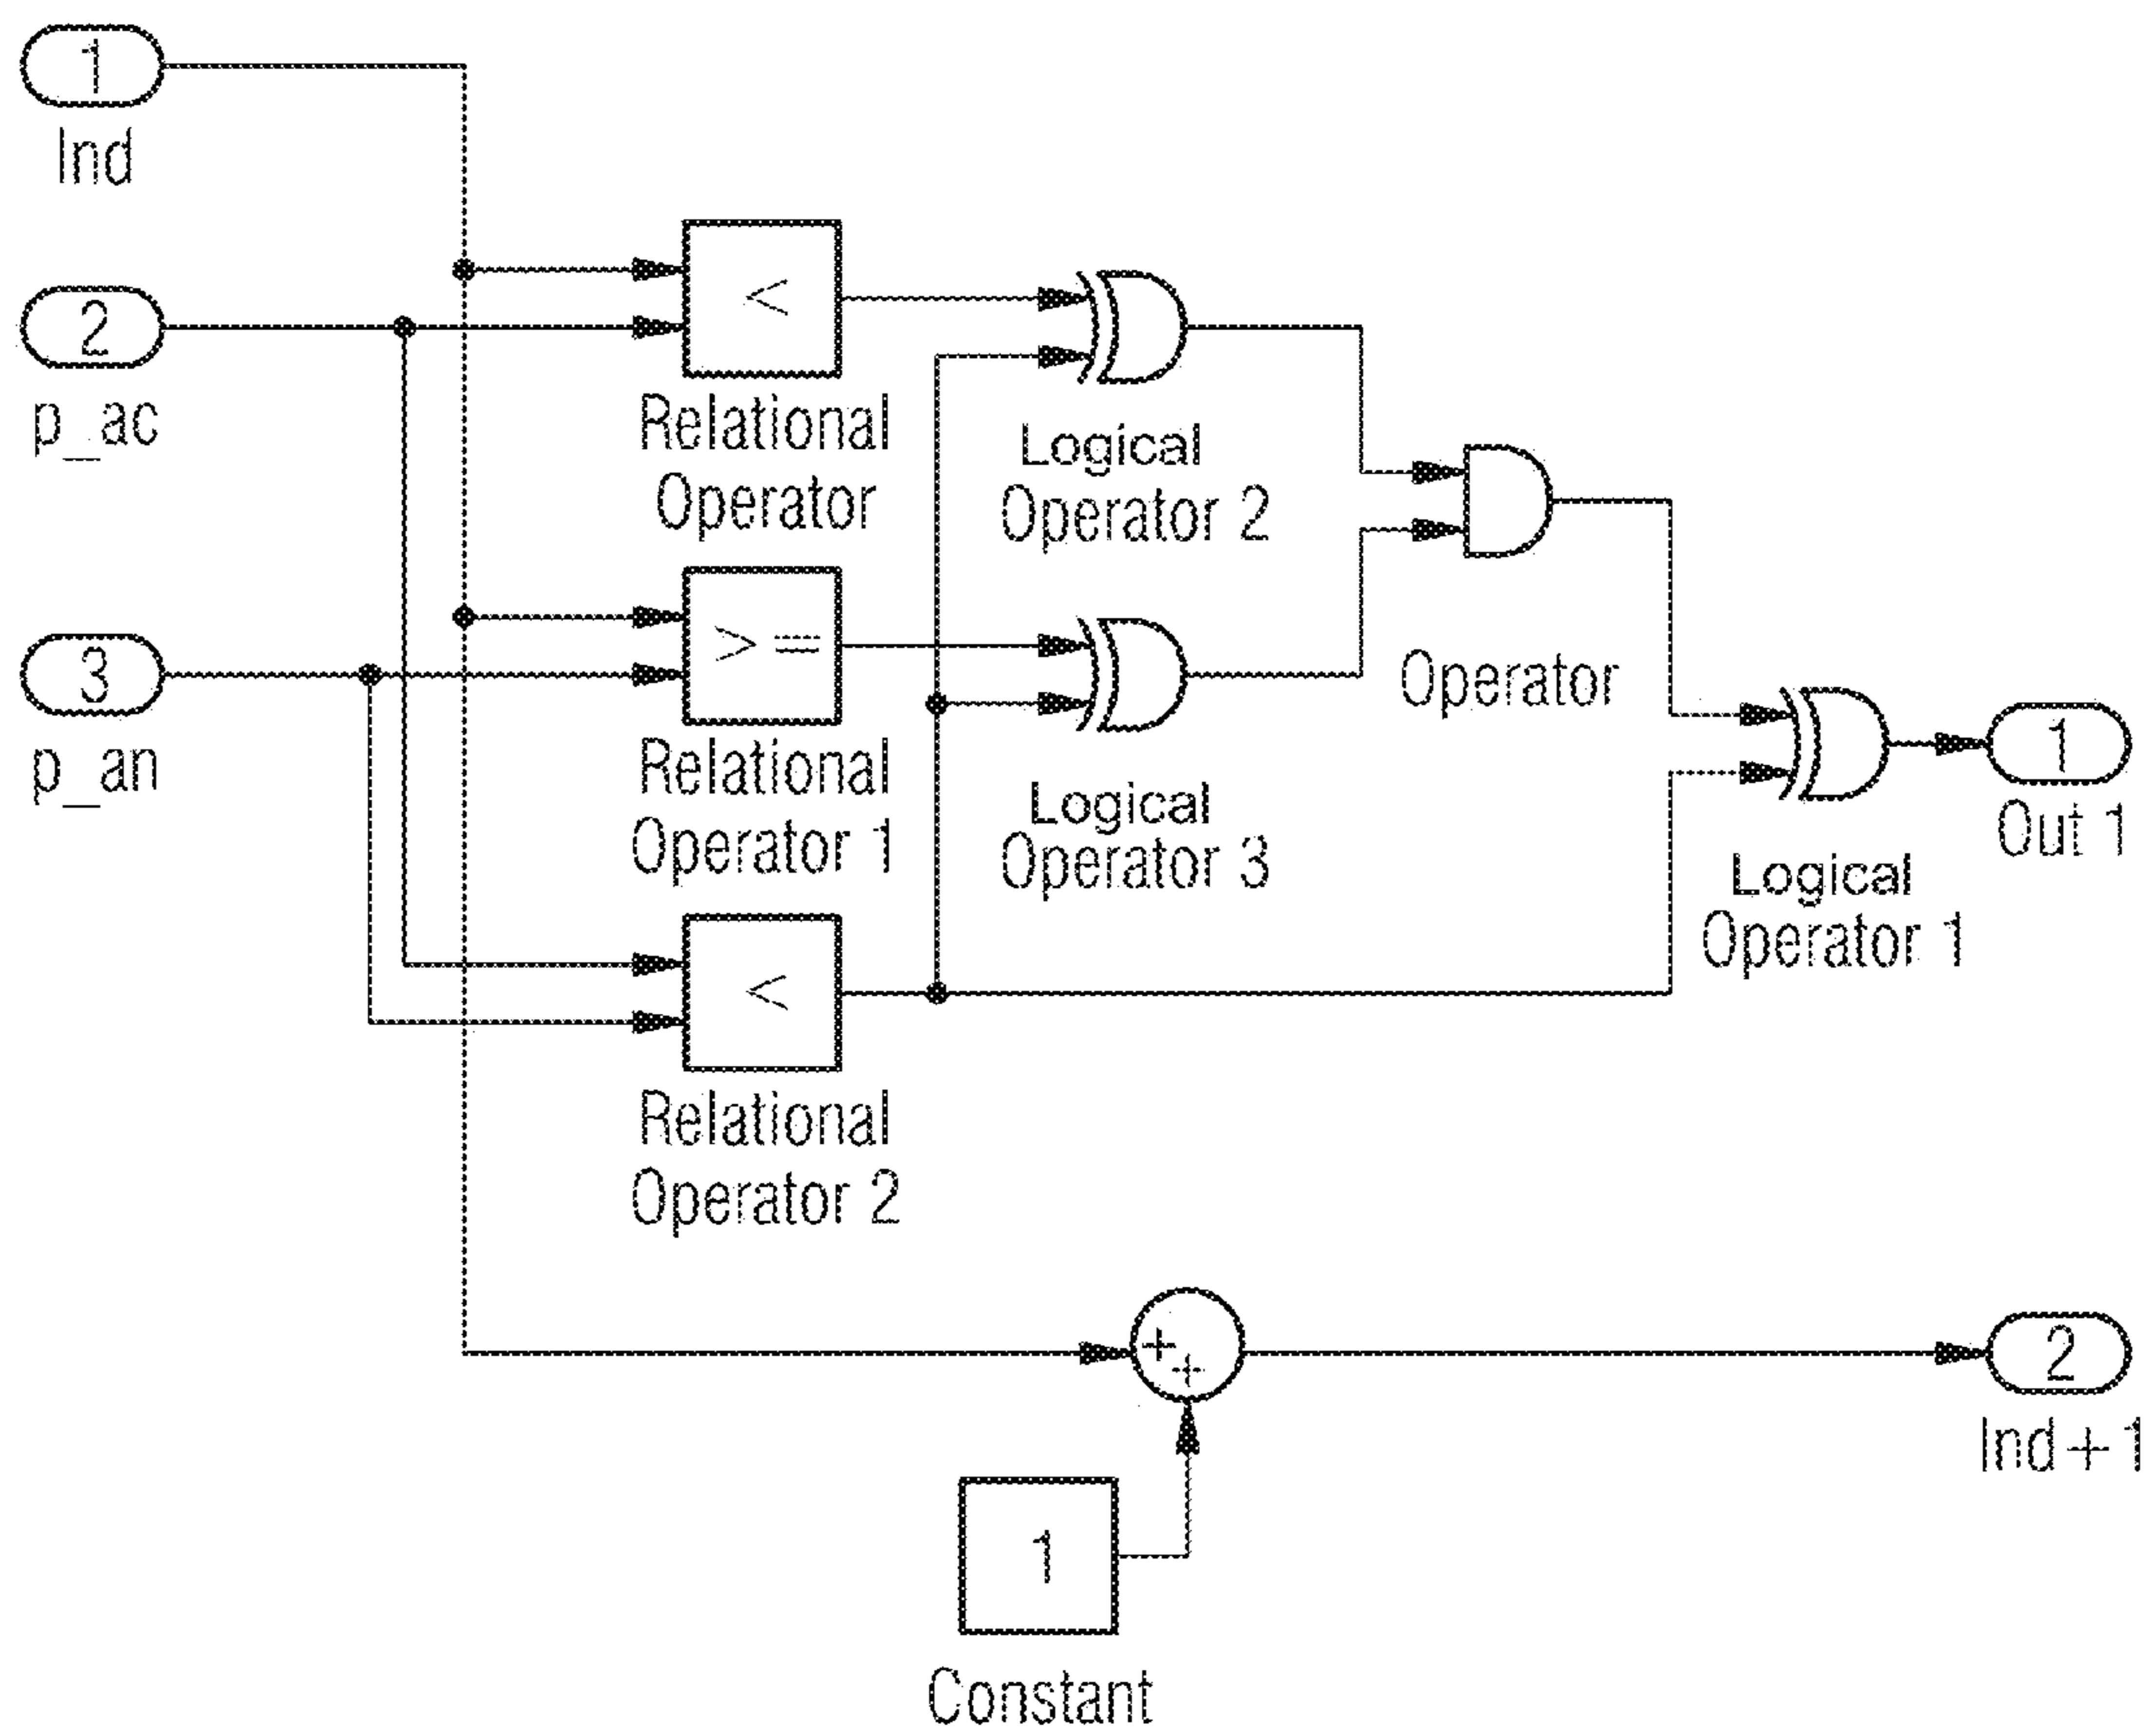 1
Ind
2
p_ac
3
p_an
<
Relational
Operator
>=
Relational
Operator 1
<
Relational
Operator 2
Logical
Operator 2
Logical
Operator 3
Operator
Logical
Operator 1
1
Out 1
+
+
1
Constant
2
Ind+1